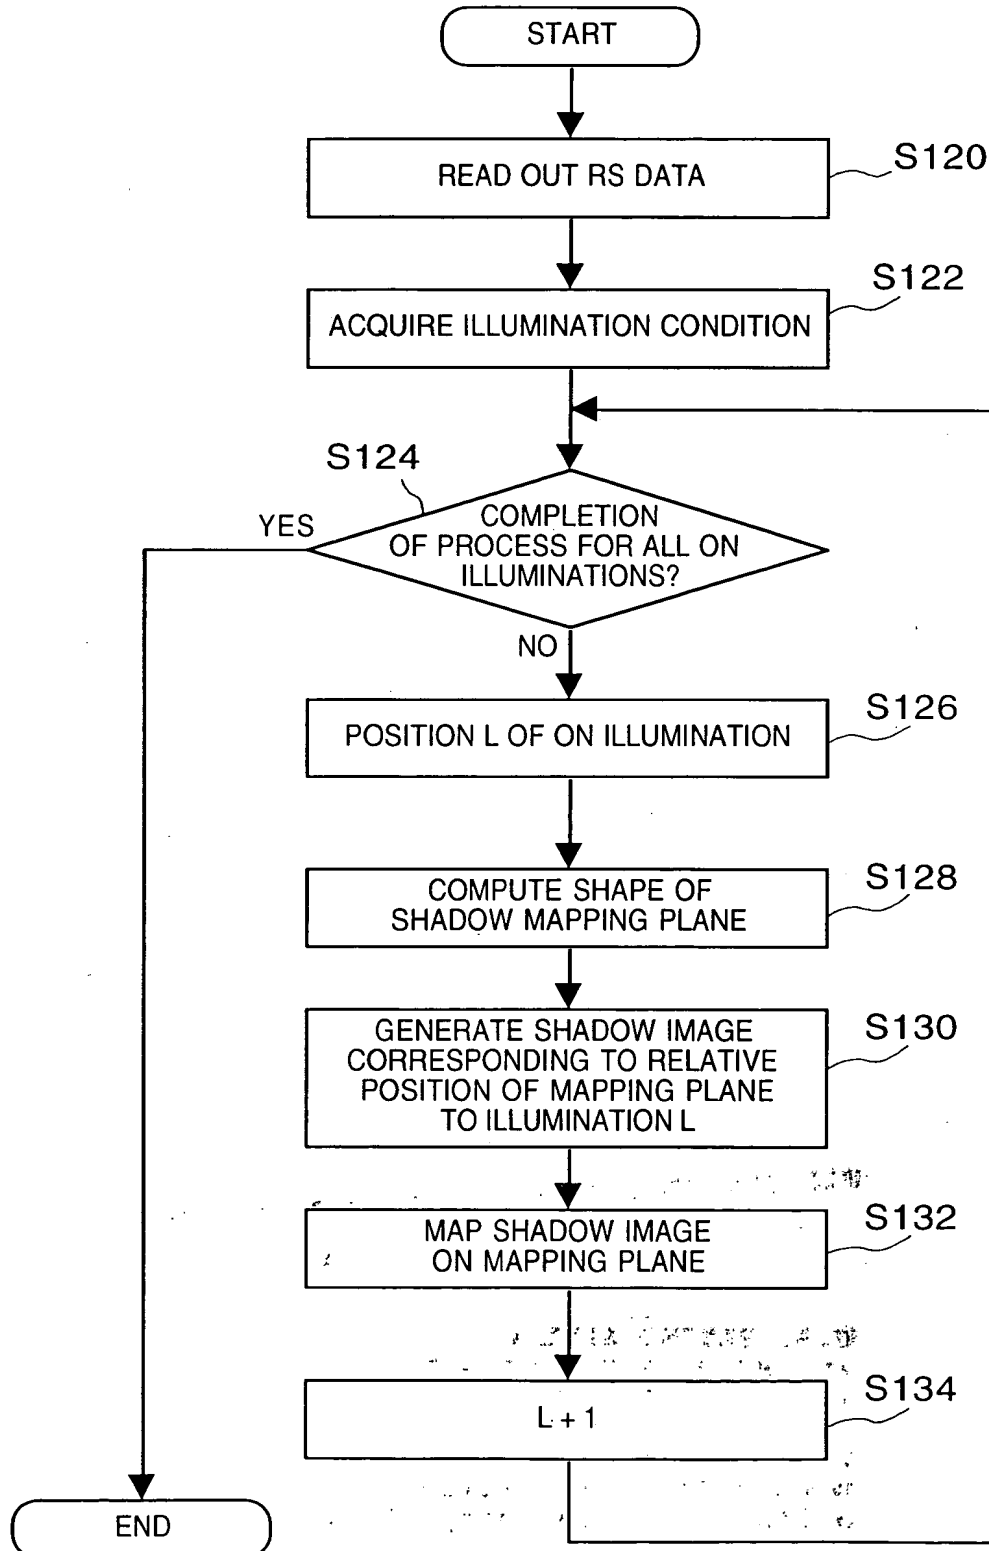 START
READ OUT RS DATA
S120
ACQUIRE ILLUMINATION CONDITION
S122
S124
YES
COMPLETION
OF PROCESS FOR ALL ON
ILLUMINATIONS?
NO
POSITION L OF ON ILLUMINATION
S126
COMPUTE SHAPE OF
SHADOW MAPPING PLANE
S128
GENERATE SHADOW IMAGE
CORRESPONDING TO RELATIVE
POSITION OF MAPPING PLANE
TO ILLUMINATION L
S130
MAP SHADOW IMAGE
ON MAPPING PLANE
S132
L + 1
S134
END